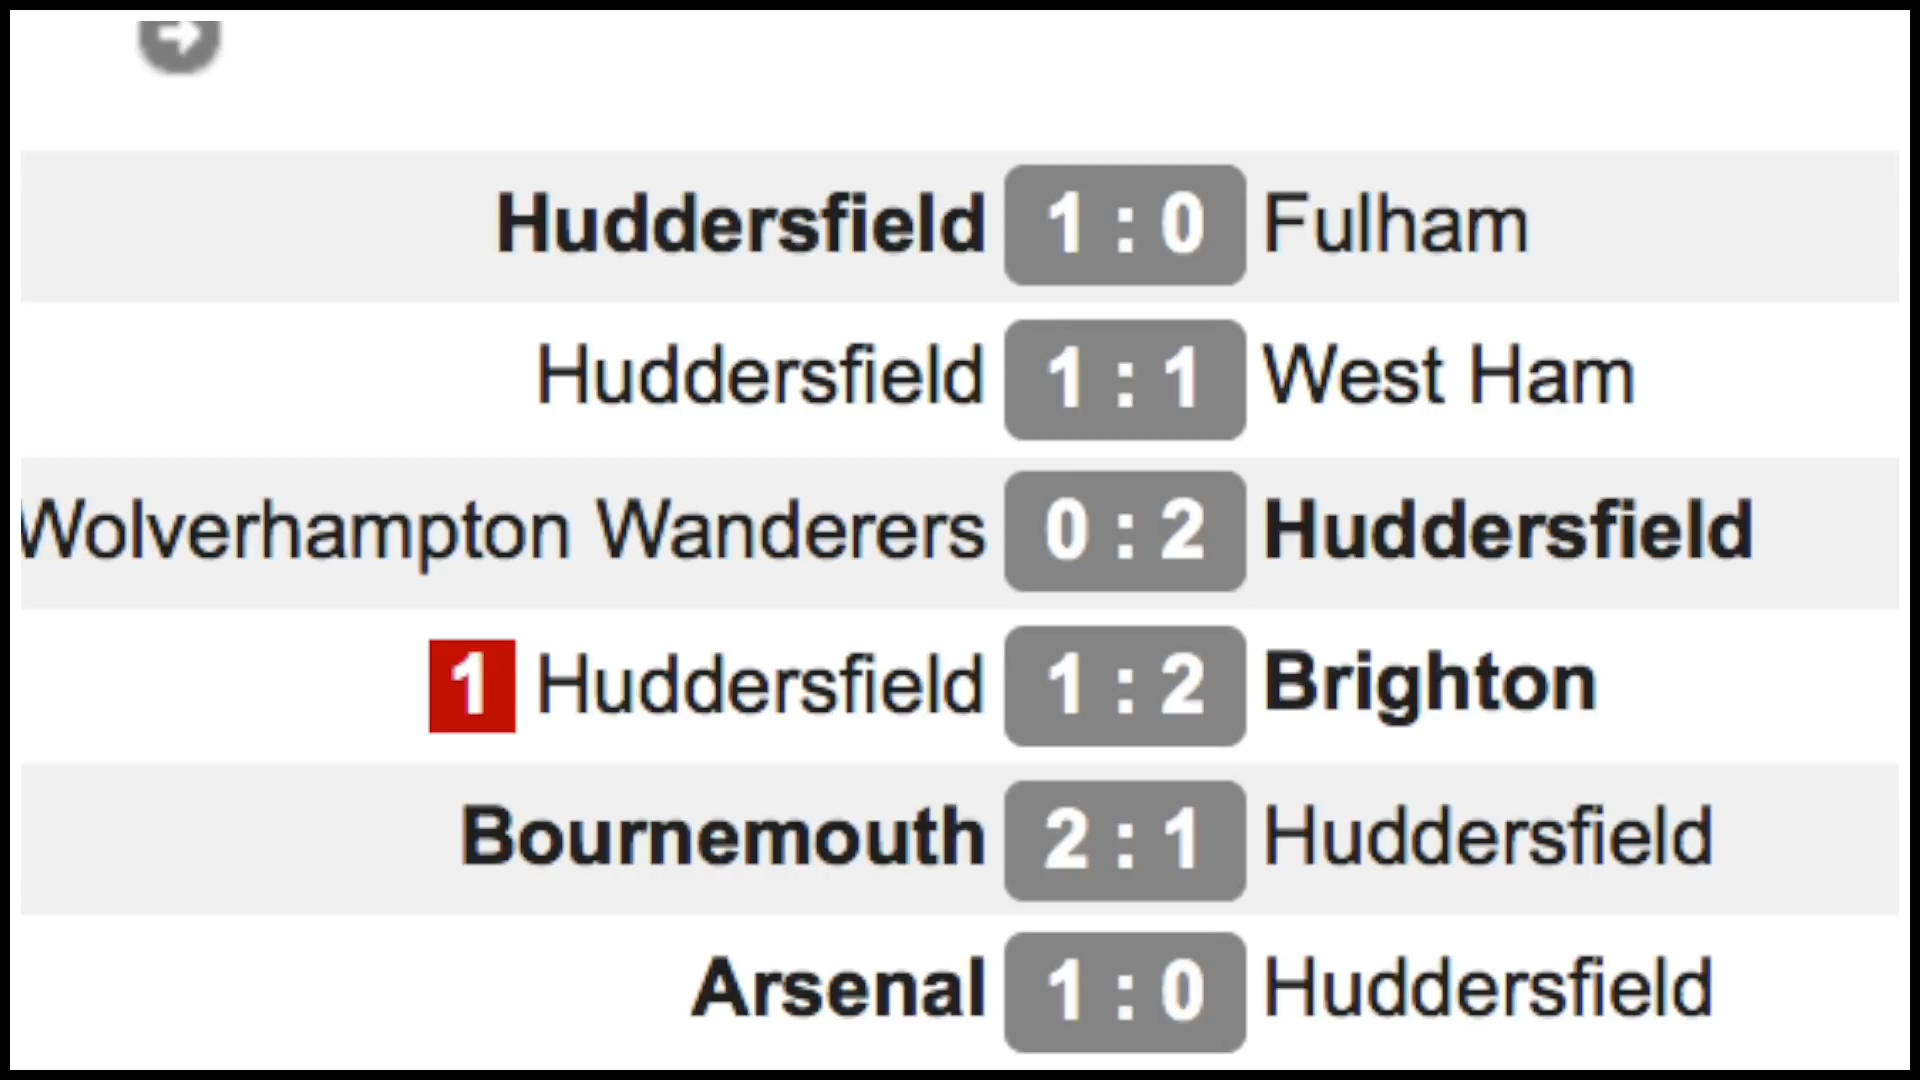 Huddersfield 1 : 0 Fulham
Huddersfield 1 : 1 West Ham
Wolverhampton Wanderers 0 : 2 Huddersfield
1 Huddersfield 1 : 2 Brighton
Bournemouth 2 : 1 Huddersfield
Arsenal 1 : 0 Huddersfield